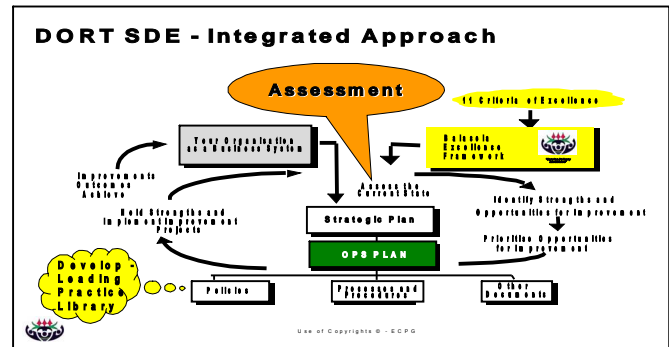 DORT SDE - Integrated Approach
Assessment
11 Criteria of Excellence
Your Organisation
as a Business System
Excellence
Framework
Improvements
Outcomes
Achieve
Assess the
Current State
Hold Strengths and
Implement improvement
Projects
Identify Strengths and
Opportunities for improvement
Strategic Plan
Prioritise Opportunities
for improvement
OPS PLAN
Develop -
Leading
Practice
Library
Policies
Processes and
Procedures
Other
Documents
Use of Copyrights © - ECPG